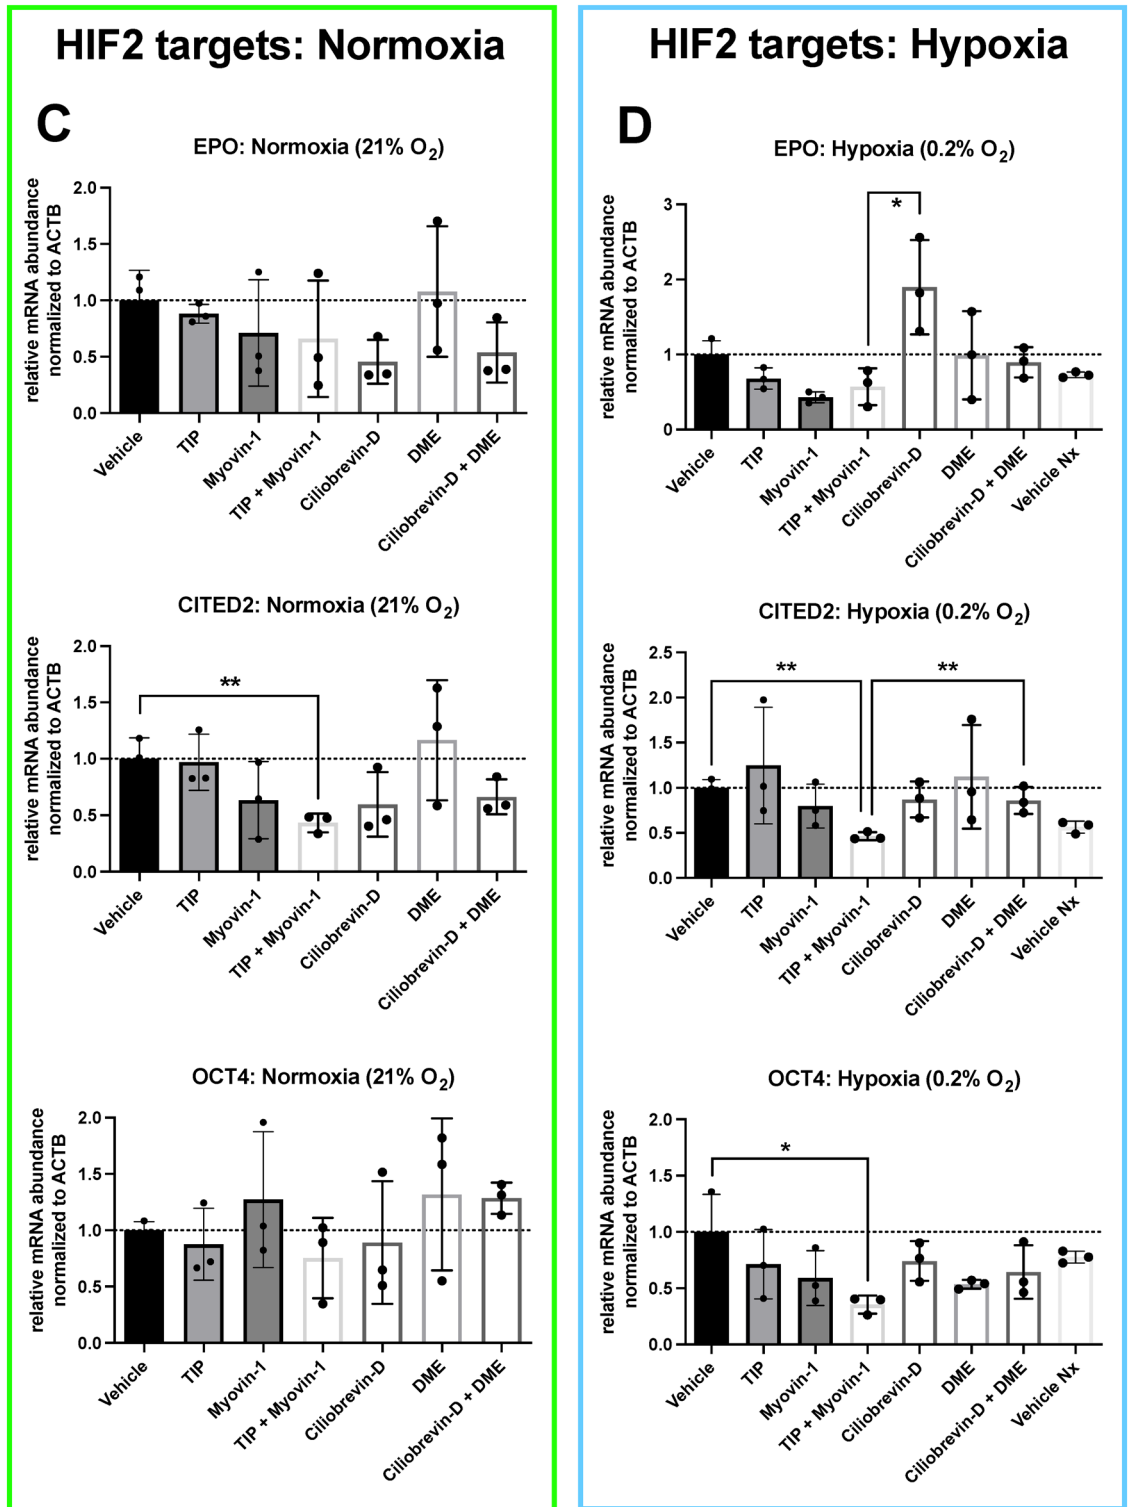 HIF2 targets: Normoxia
C
EPO: Normoxia (21% O2)
relative mRNA abundance
normalized to ACTB
2.0
1.5
1.0
0.5
0.0
Vehicle
TIP
Myovin-1
TIP + Myovin-1
Ciliobrevin-D
DME
Ciliobrevin-D + DME
CITED2: Normoxia (21% O2)
relative mRNA abundance
normalized to ACTB
2.0
1.5
1.0
0.5
0.0
**
Vehicle
TIP
Myovin-1
TIP + Myovin-1
Ciliobrevin-D
DME
Ciliobrevin-D + DME
OCT4: Normoxia (21% O2)
relative mRNA abundance
normalized to ACTB
2.0
1.5
1.0
0.5
0.0
Vehicle
TIP
Myovin-1
TIP + Myovin-1
Ciliobrevin-D
DME
Ciliobrevin-D + DME
HIF2 targets: Hypoxia
D
EPO: Hypoxia (0.2% O2)
relative mRNA abundance
normalized to ACTB
3
2
1
0
*
Vehicle
TIP
Myovin-1
TIP + Myovin-1
Ciliobrevin-D
DME
Ciliobrevin-D + DME
Vehicle Nx
CITED2: Hypoxia (0.2% O2)
relative mRNA abundance
normalized to ACTB
2.5
2.0
1.5
1.0
0.5
0.0
**
**
Vehicle
TIP
Myovin-1
TIP + Myovin-1
Ciliobrevin-D
DME
Ciliobrevin-D + DME
Vehicle Nx
OCT4: Hypoxia (0.2% O2)
relative mRNA abundance
normalized to ACTB
2.0
1.5
1.0
0.5
0.0
*
Vehicle
TIP
Myovin-1
TIP + Myovin-1
Ciliobrevin-D
DME
Ciliobrevin-D + DME
Vehicle Nx